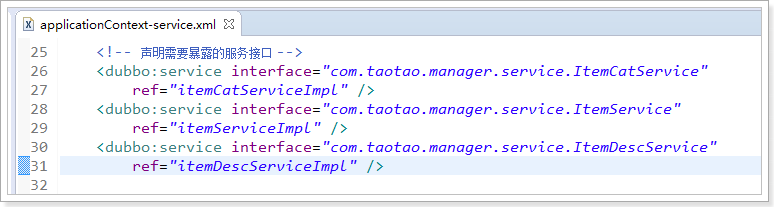 applicationContext-service.xml
25 <!-- 声明需要暴露的服务接口 -->
26 <dubbo:service interface="com.taotao.manager.service.ItemCatService"
27 ref="itemCatServiceImpl" />
28 <dubbo:service interface="com.taotao.manager.service.ItemService"
29 ref="itemServiceImpl" />
30 <dubbo:service interface="com.taotao.manager.service.ItemDescService"
31 ref="itemDescServiceImpl" />
32